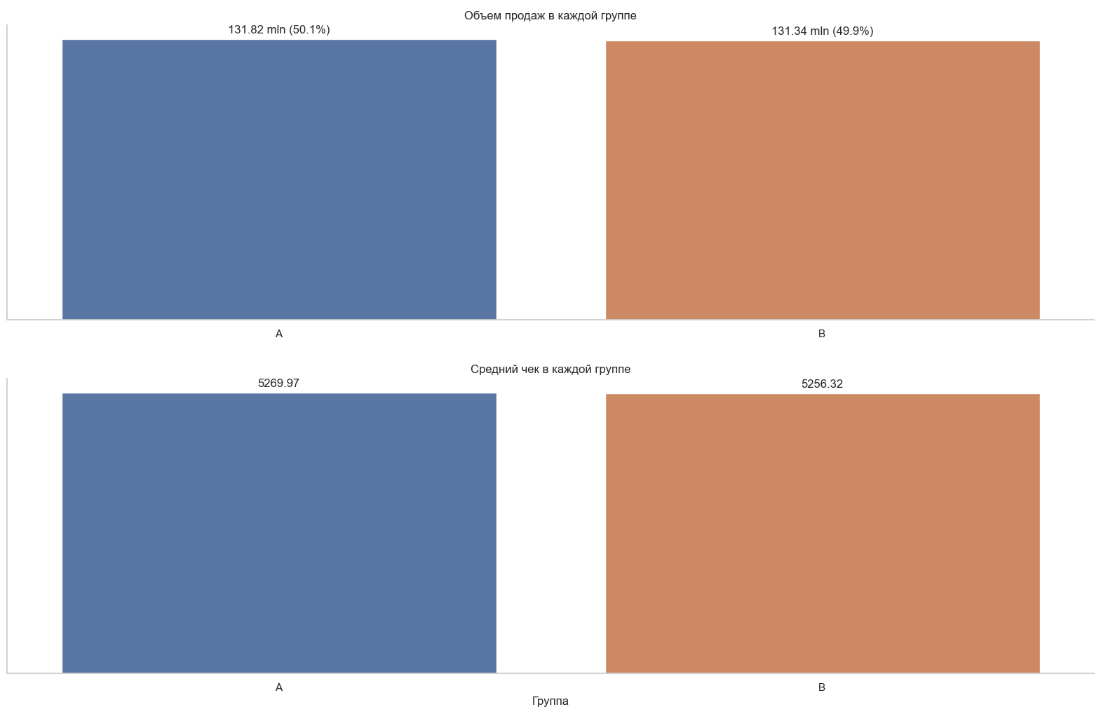 Объем продаж в каждой группе
131.82 mln (50.1%)
131.34 mln (49.9%)
A
B
Средний чек в каждой группе
5269.97
5256.32
A
B
Группа